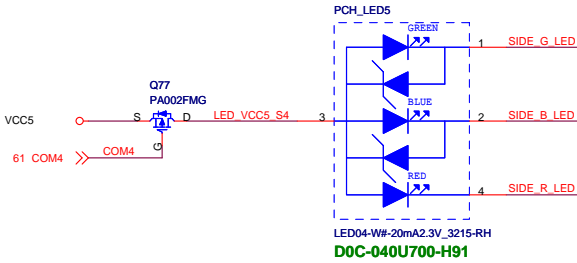 PCH_LED5
GREEN
1
SIDE_G_LED
Q77
PA002FMG
BLUE
VCC5
S
D
LED_VCC5_S4
3
2
SIDE_B_LED
G
61 COM4
COM4
RED
4
SIDE_R_LED
LED04-W#-20mA2.3V_3215-RH
D0C-040U700-H91